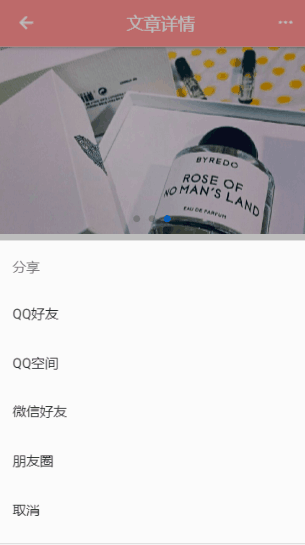 文章详情
BYREDO
ROSE OF
NO MAN'S LAND
EAU DE PARFUM
分享
QQ好友
QQ空间
微信好友
朋友圈
取消